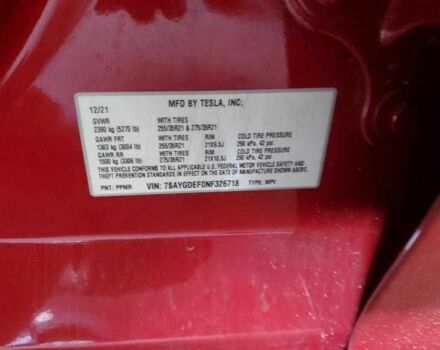 MFD BY TESLA, INC.
12/21
GVWR WITH TIRES
2390 kg (5270 lb) 255/35R21 & 275/35R21
GAWR FRT WITH TIRES RIM COLD TIRE PRESSURE
1363 kg (3004 lb) 255/35R21 21X9.5J 290 kPa, 42 psi
GAWR RR WITH TIRES RIM COLD TIRE PRESSURE
1500 kg (3306 lb) 275/35R21 21X10.5J 290 kPa, 42 psi
THIS VEHICLE CONFORMS TO ALL APPLICABLE U.S. FEDERAL MOTOR VEHICLE SAFETY AND
THEFT PREVENTION STANDARDS IN EFFECT ON THE DATE OF MANUFACTURE SHOWN ABOVE.
PNT: PPMR VIN: 7SAYGDEF0NF326718 TYPE: MPV